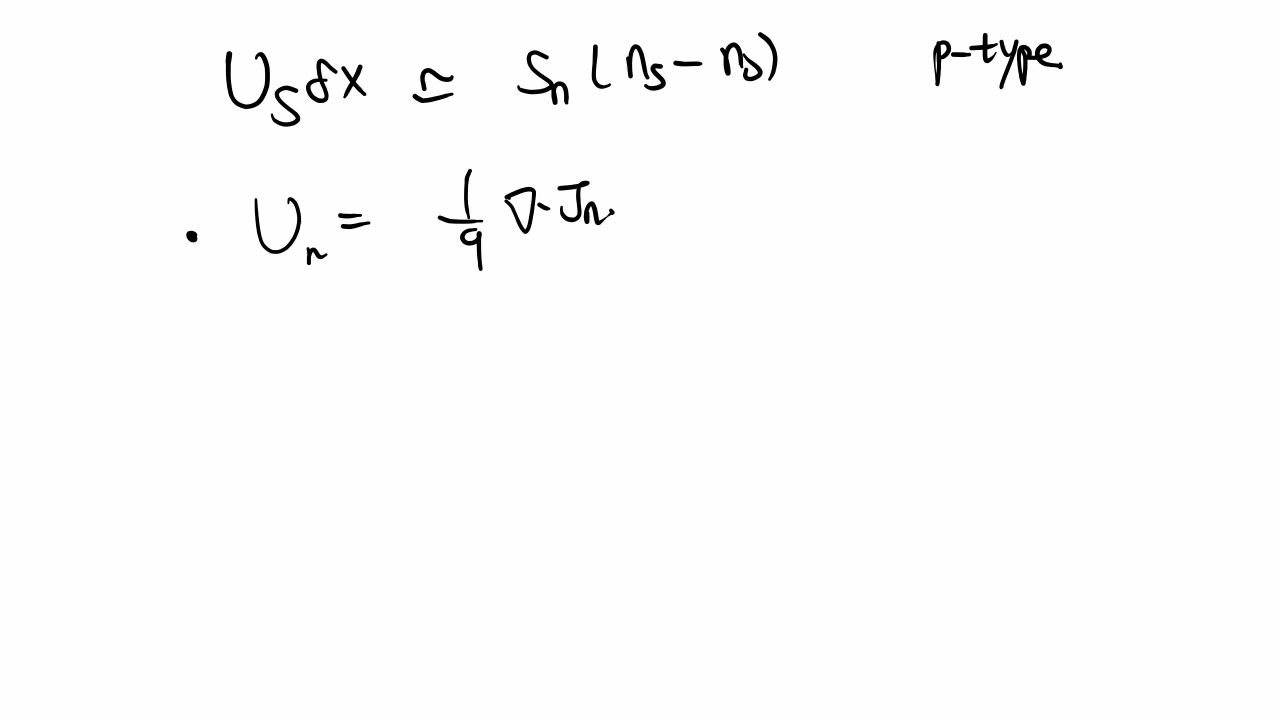 U_S δx ≃ S_n (n_s − n_0) p-type
• U_n = 1/q ∇·J_n.